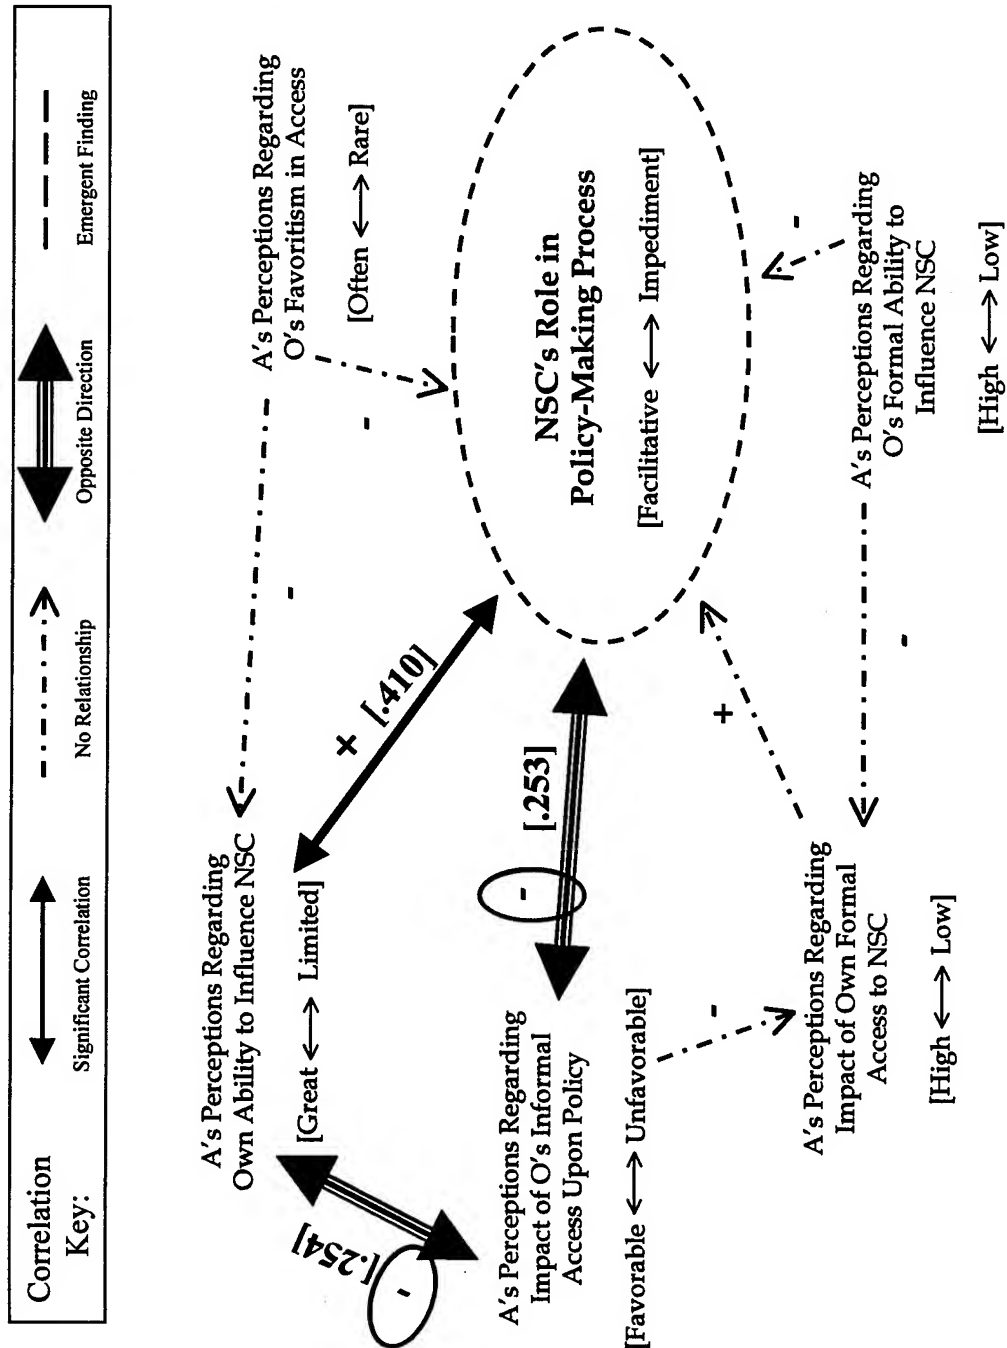 Correlation
Key:
Significant Correlation
No Relationship
Opposite Direction
Emergent Finding
A's Perceptions Regarding
Own Ability to Influence NSC
[Great ⟷ Limited]
A's Perceptions Regarding
O's Favoritism in Access
[Often ⟷ Rare]
-
-
+ [.410]
[.254]
-
NSC's Role in
Policy-Making Process
[Facilitative ⟷ Impediment]
A's Perceptions Regarding
Impact of O's Informal
Access Upon Policy
[Favorable ⟷ Unfavorable]
-
[.253]
-
+
-
A's Perceptions Regarding
Impact of Own Formal
Access to NSC
[High ⟷ Low]
-
A's Perceptions Regarding
O's Formal Ability to
Influence NSC
[High ⟷ Low]